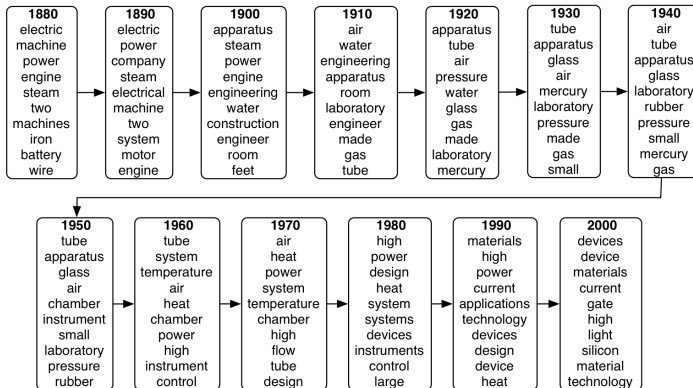 1880
electric
machine
power
engine
steam
two
machines
iron
battery
wire
1890
electric
power
company
steam
electrical
machine
two
system
motor
engine
1900
apparatus
steam
power
engine
engineering
water
construction
engineer
room
feet
1910
air
water
engineering
apparatus
room
laboratory
engineer
made
gas
tube
1920
apparatus
tube
air
pressure
water
glass
gas
made
laboratory
mercury
1930
tube
apparatus
glass
air
mercury
laboratory
pressure
made
gas
small
1940
air
tube
apparatus
glass
laboratory
rubber
pressure
small
mercury
gas
1950
tube
apparatus
glass
air
chamber
instrument
small
laboratory
pressure
rubber
1960
tube
system
temperature
air
heat
chamber
power
high
instrument
control
1970
air
heat
power
system
temperature
chamber
high
flow
tube
design
1980
high
power
design
heat
system
systems
devices
instruments
control
large
1990
materials
high
power
current
applications
technology
devices
design
device
heat
2000
devices
device
materials
current
gate
high
light
silicon
material
technology